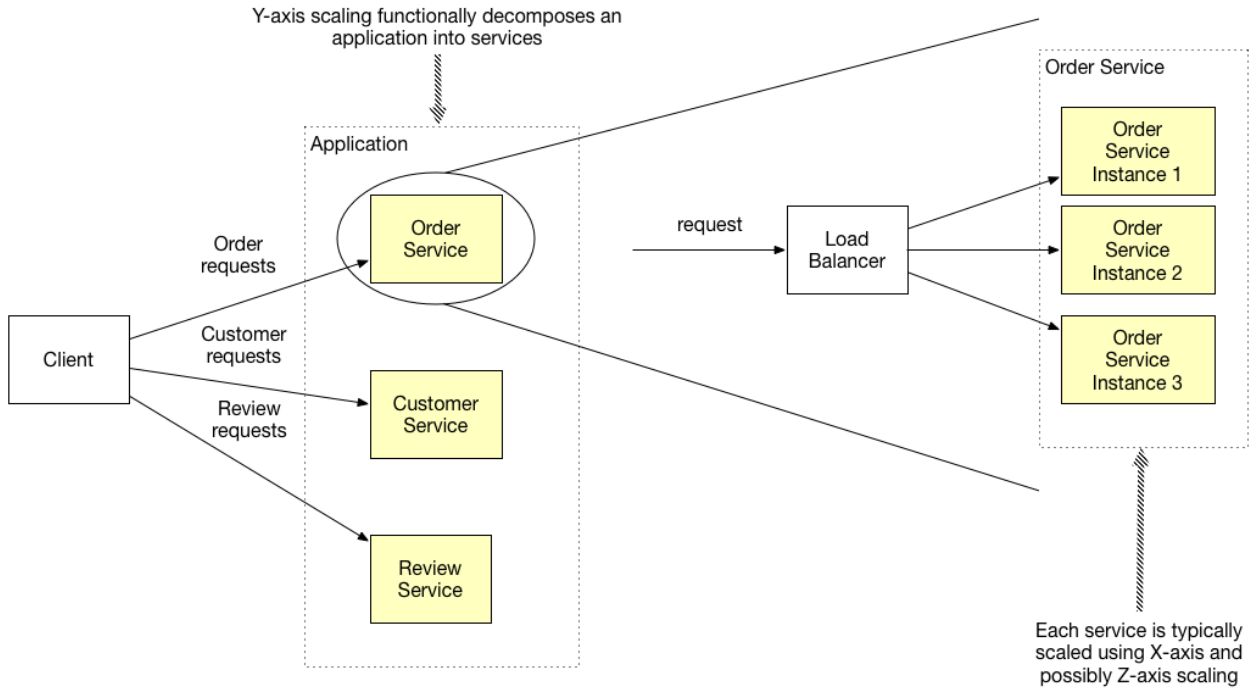 Y-axis scaling functionally decomposes an
application into services
Application
Order
Service
Order
requests
Client
Customer
requests
Customer
Service
Review
requests
Review
Service
request
Load
Balancer
Order Service
Order
Service
Instance 1
Order
Service
Instance 2
Order
Service
Instance 3
Each service is typically
scaled using X-axis and
possibly Z-axis scaling